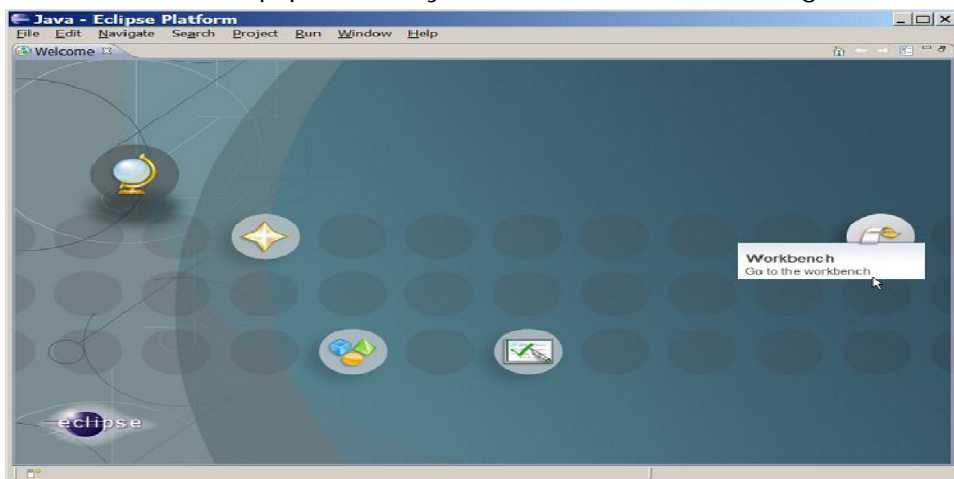 Java - Eclipse Platform
File Edit Navigate Search Project Run Window Help
Welcome
Workbench
Go to the workbench
eclipse